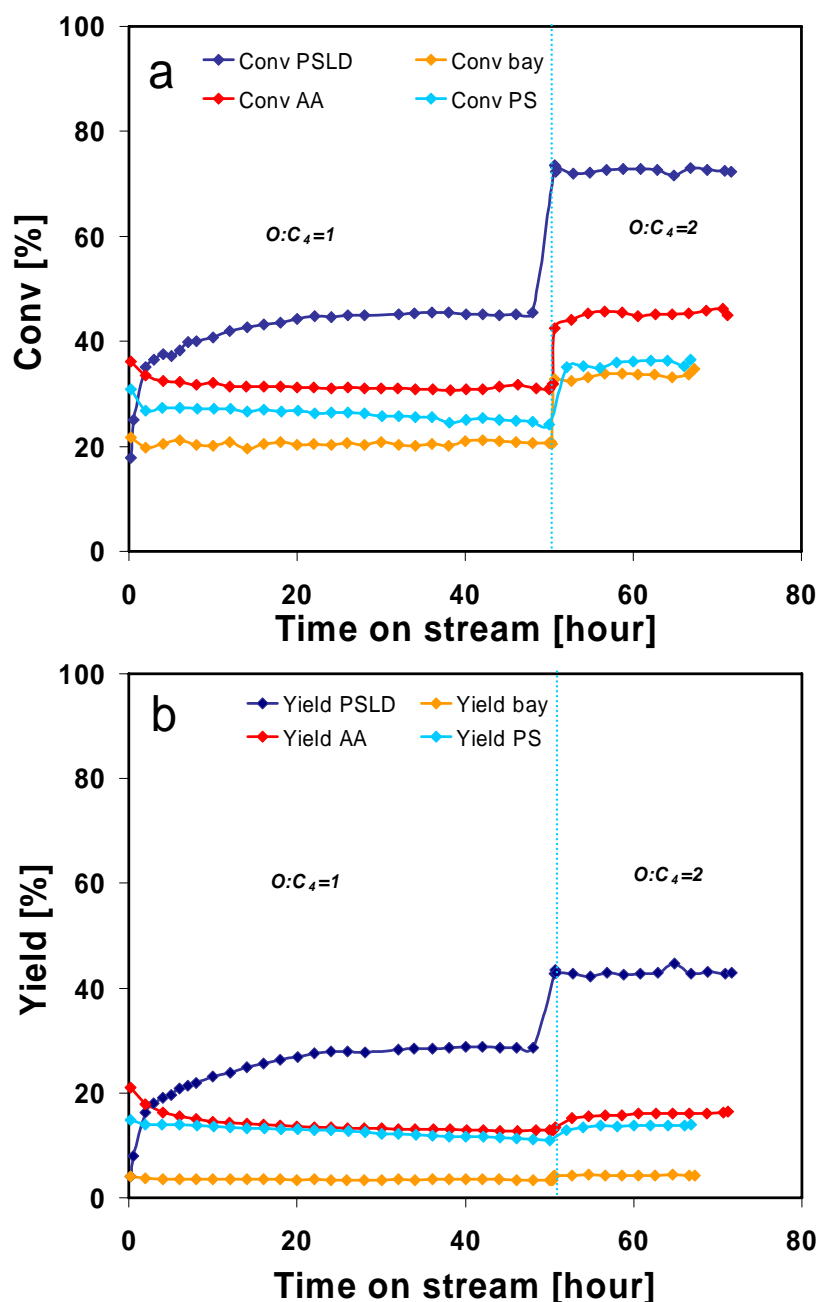 100
80
60
40
20
0
Conv [%]
a
Conv PSLD
Conv bay
Conv AA
Conv PS
O:C₄=1
O:C₄=2
0 20 40 60 80
Time on stream [hour]
100
80
60
40
20
0
Yield [%]
b
Yield PSLD
Yield bay
Yield AA
Yield PS
O:C₄=1
O:C₄=2
0 20 40 60 80
Time on stream [hour]